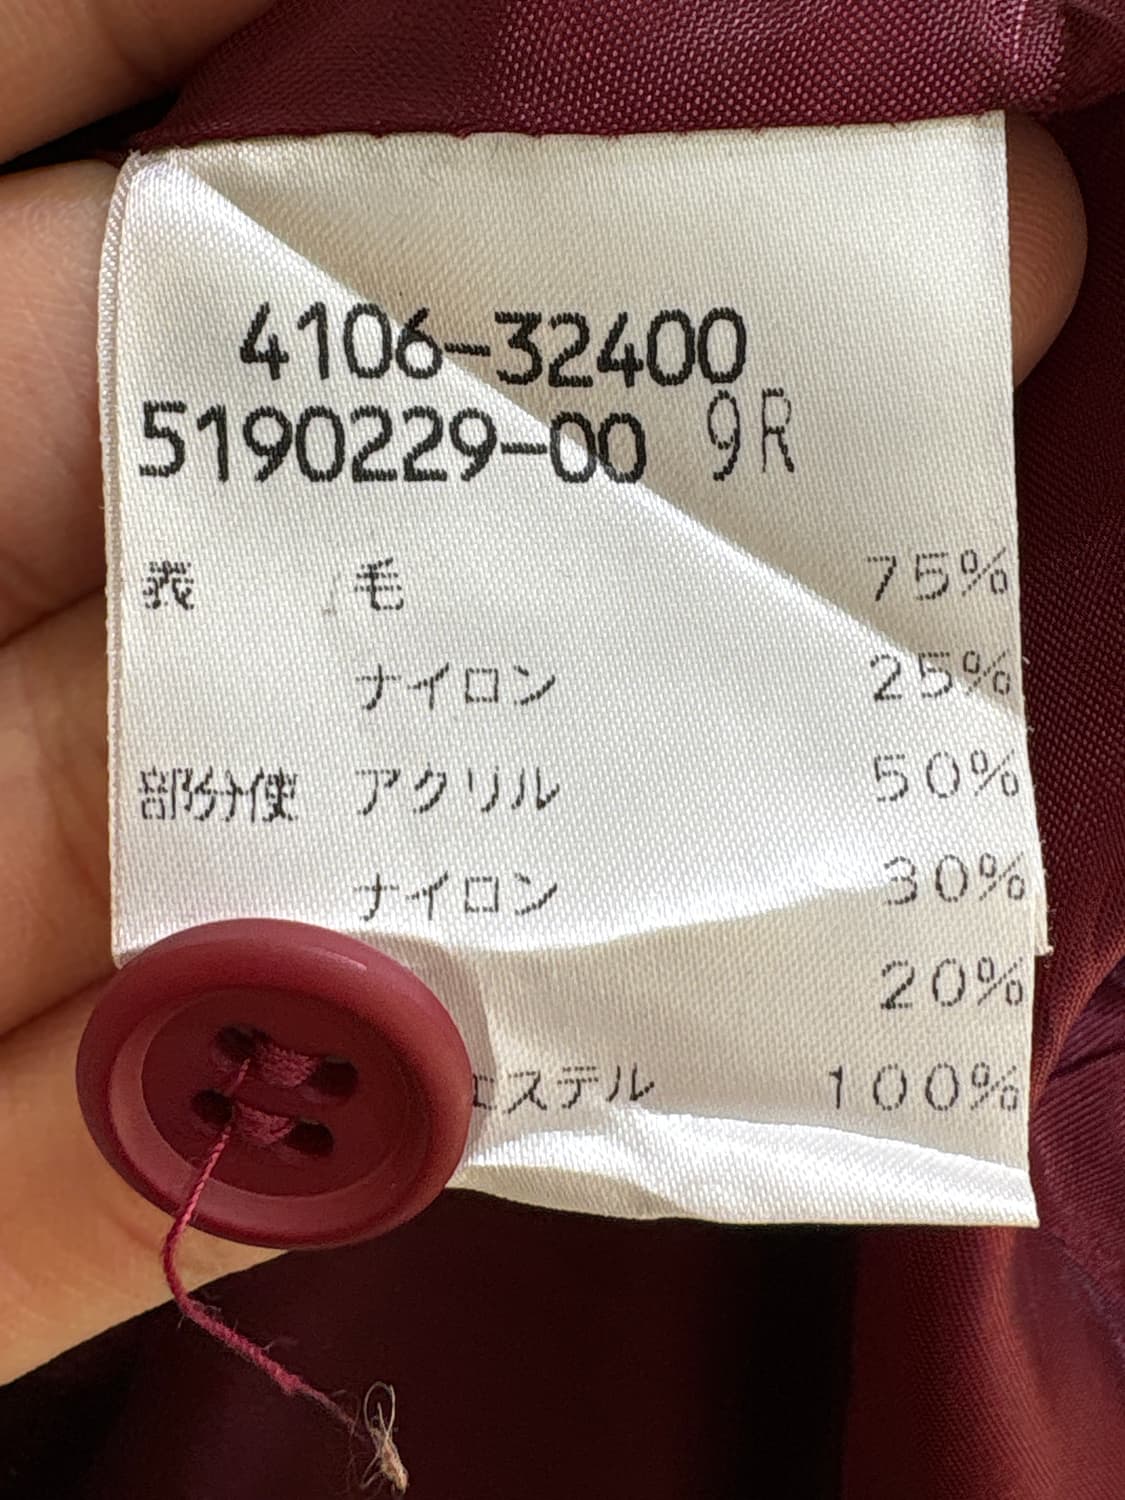 4106-32400
5190229-00 9R
表 毛 75%
ナイロン 25%
部分使 アクリル 50%
ナイロン 30%
20%
エステル 100%